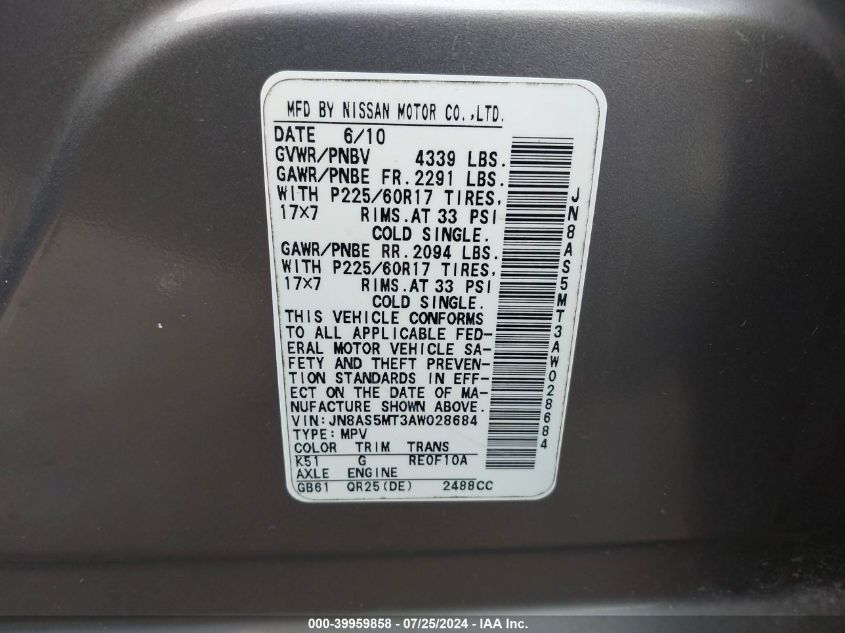 MFD BY NISSAN MOTOR CO.,LTD.
DATE 6/10
GVWR/PNBV 4339 LBS.
GAWR/PNBE FR. 2291 LBS.
WITH P225/60R17 TIRES,
17×7 RIMS.AT 33 PSI
COLD SINGLE.
GAWR/PNBE RR. 2094 LBS.
WITH P225/60R17 TIRES,
17×7 RIMS.AT 33 PSI
COLD SINGLE.
THIS VEHICLE CONFORMS
TO ALL APPLICABLE FED-
ERAL MOTOR VEHICLE SA-
FETY AND THEFT PREVEN-
TION STANDARDS IN EFF-
ECT ON THE DATE OF MA-
NUFACTURE SHOWN ABOVE.
VIN:JN8AS5MT3AW028684
TYPE:MPV
COLOR TRIM TRANS
K51 G RE0F10A
AXLE ENGINE
GB61 QR25(DE) 2488CC
JN8AS5MT3AW028684
000-39959858 - 07/25/2024 - IAA Inc.